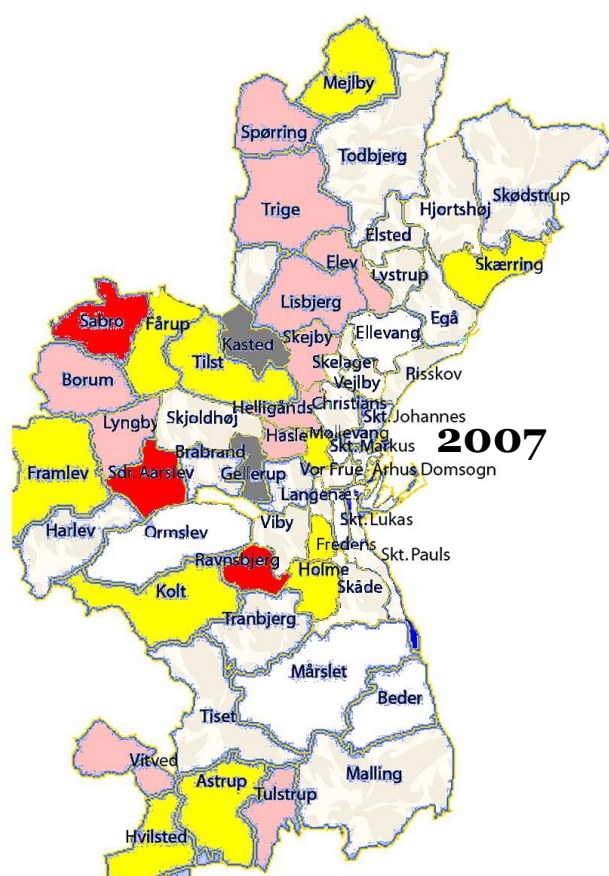 Mejlby
Spørring
Todbjerg
Skødstrup
Hjortshøj
Trige
Elsted
Elev
Lystrup
Skærring
Lisbjerg
Egå
Sabro
Fårup
Kasted
Skejby
Ellevang
Tilst
Skelager
Risskov
Borum
Vejlby
Helligånds
Christians
Skjoldhøj
Skt. Johannes
Lyngby
Hasle
Møllevang
2007
Skt. Markus
Brabrand
Framlev
Sdr. Aarslev
Gellerup
Vor Frue
Århus Domsogn
Langenæs
Harlev
Ormslev
Viby
Skt. Lukas
Fredens
Skt. Pauls
Ravnsbjerg
Holme
Kolt
Skåde
Tranbjerg
Mårslet
Beder
Tiset
Vitved
Astrup
Malling
Tulstrup
Hvilsted